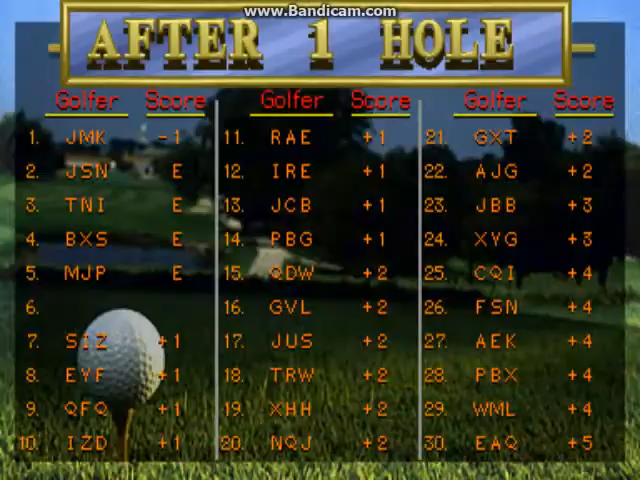 www.Bandicam.com
AFTER 1 HOLE
Golfer Score Golfer Score Golfer Score
1. JMK -1 11. RAE +1 21. GXT +2
2. JSN E 12. IRE +1 22. AJG +2
3. TNI E 13. JCB +1 23. JBB +3
4. BXS E 14. PBG +1 24. XYG +3
5. MJP E 15. QDW +2 25. CQI +4
6. 16. GVL +2 26. FSN +4
7. SIZ +1 17. JUS +2 27. AEK +4
8. EYF +1 18. TRW +2 28. PBX +4
9. QFQ +1 19. XHH +2 29. WML +4
10. IZD +1 20. NQJ +2 30. EAQ +5